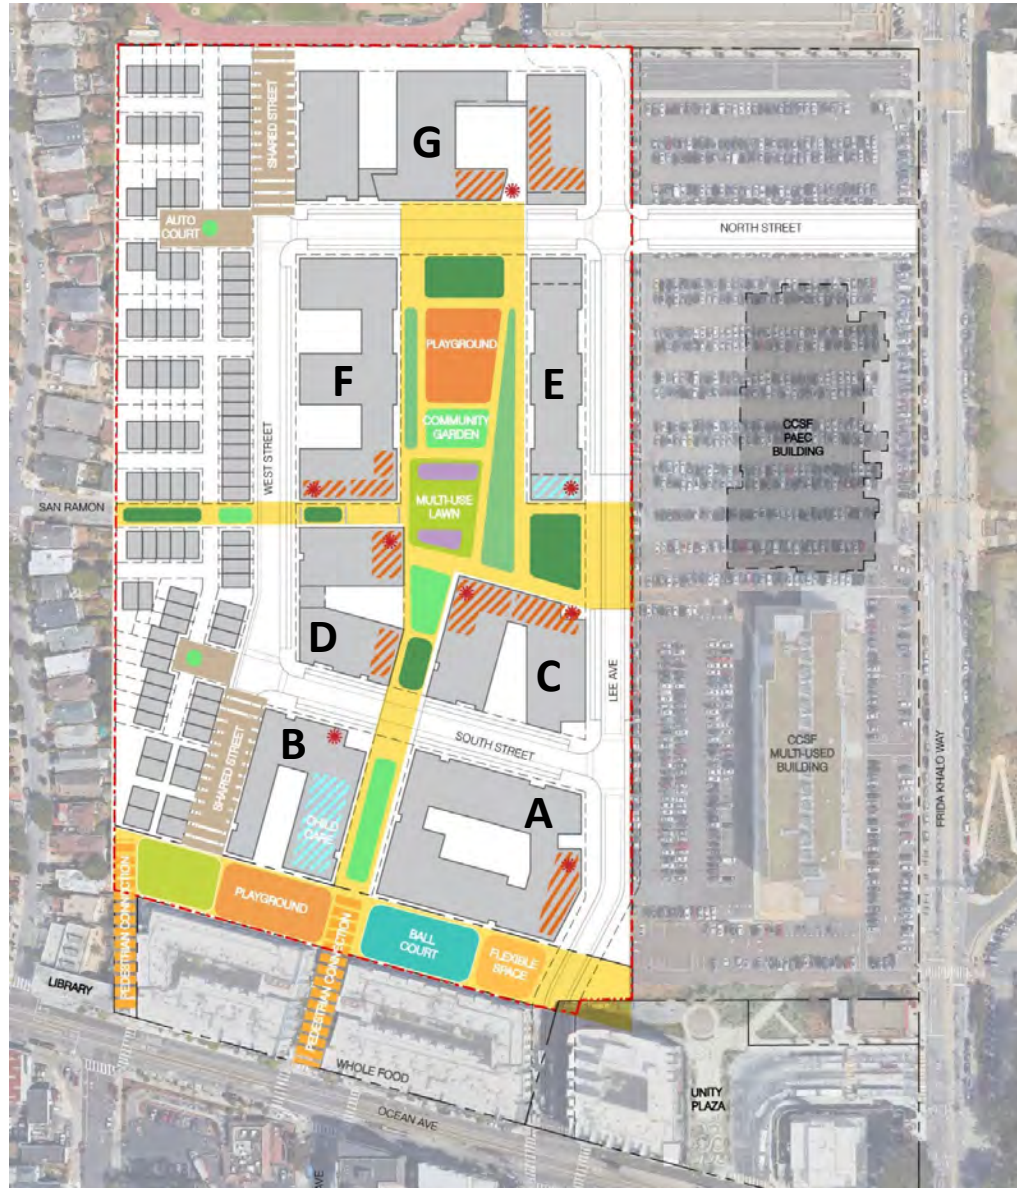 SHARED STREET
G
AUTO
COURT
NORTH STREET
PLAYGROUND
F
E
COMMUNITY
GARDEN
CCSF
PAEC
BUILDING
WEST STREET
MULTI-USE
LAWN
SAN RAMON
D
C
LEE AVE
B
SOUTH STREET
CCSF
MULTI-USED
BUILDING
FRIDA KHALO WAY
SHARED STREET
CHILD
CARE
A
PEDESTRIAN CONNECTION
PLAYGROUND
PEDESTRIAN CONNECTION
BALL
COURT
FLEXIBLE
SPACE
LIBRARY
WHOLE FOOD
OCEAN AVE
UNITY
PLAZA
AVE